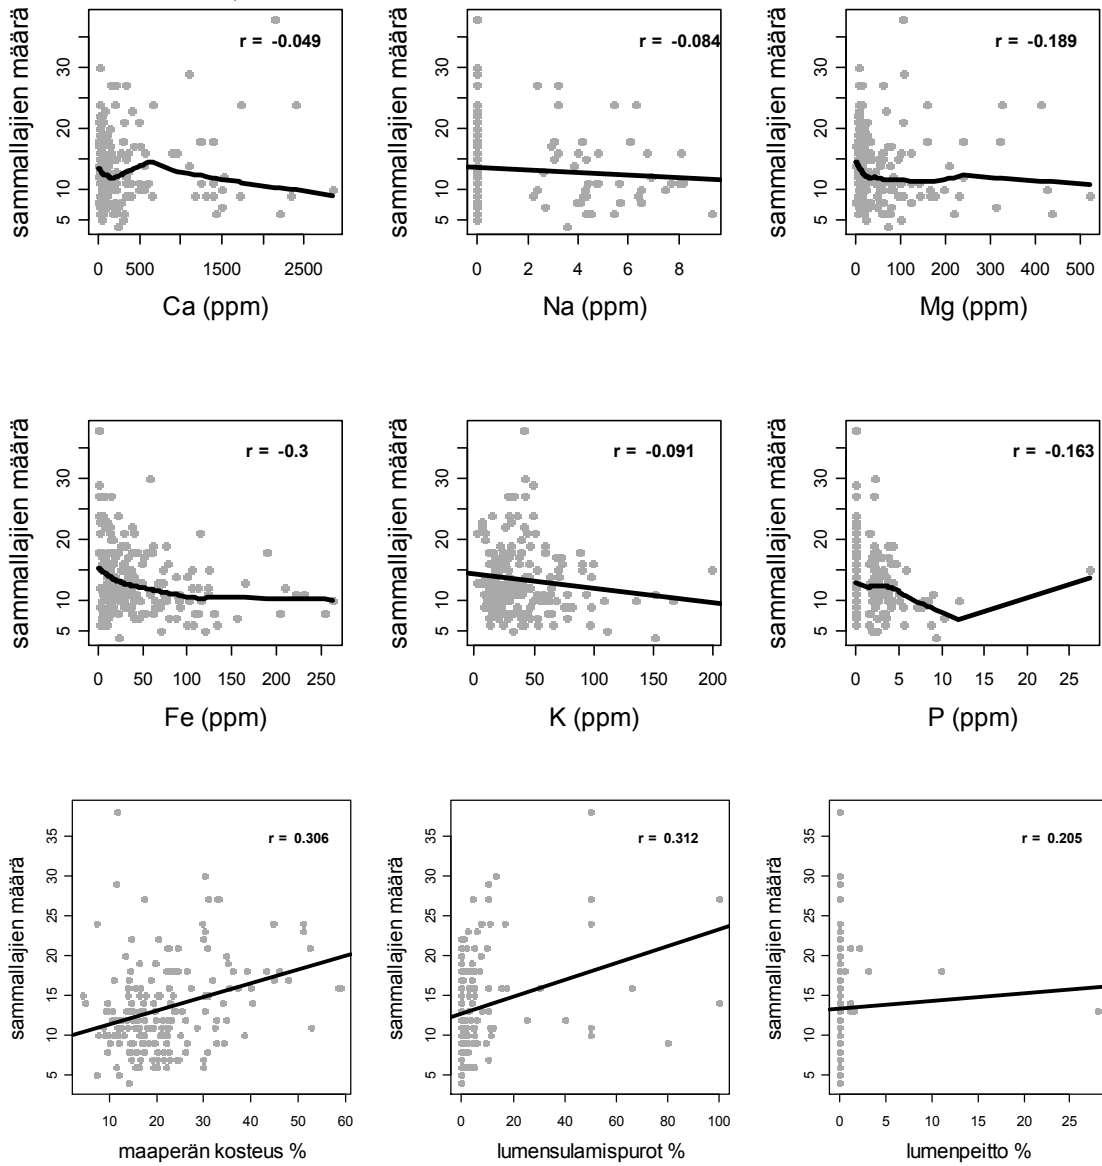 r = -0.049
r = -0.084
r = -0.189
sammallajien määrä
sammallajien määrä
sammallajien määrä
5 10 20 30
5 10 20 30
5 10 20 30
0 500 1500 2500
0 2 4 6 8
0 100 200 300 400 500
Ca (ppm)
Na (ppm)
Mg (ppm)
r = -0.3
r = -0.091
r = -0.163
sammallajien määrä
sammallajien määrä
sammallajien määrä
5 10 20 30
5 10 20 30
5 10 20 30
0 50 100 150 200 250
0 50 100 150 200
0 5 10 15 20 25
Fe (ppm)
K (ppm)
P (ppm)
r = 0.306
r = 0.312
r = 0.205
sammallajien määrä
sammallajien määrä
sammallajien määrä
5 10 15 20 25 30 35
5 10 15 20 25 30 35
5 10 15 20 25 30 35
10 20 30 40 50 60
0 20 40 60 80 100
0 5 10 15 20 25
maaperän kosteus %
lumensulamispurot %
lumenpeitto %